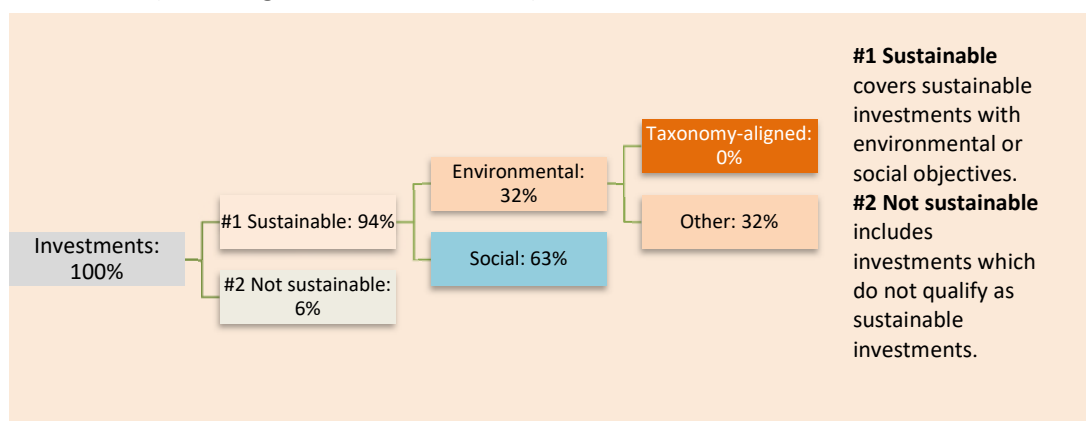 Investments:
100%
#1 Sustainable: 94%
#2 Not sustainable:
6%
Environmental:
32%
Social: 63%
Taxonomy-aligned:
0%
Other: 32%
#1 Sustainable
covers sustainable
investments with
environmental or
social objectives.
#2 Not sustainable
includes
investments which
do not qualify as
sustainable
investments.